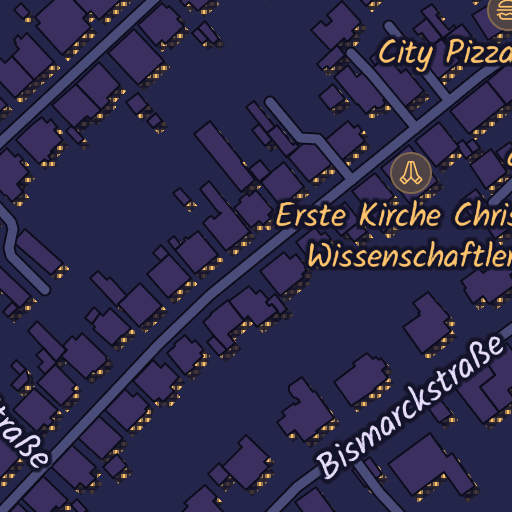 City Pizza
Erste Kirche Chris
Wissenschaftler
Bismarckstraße
traße